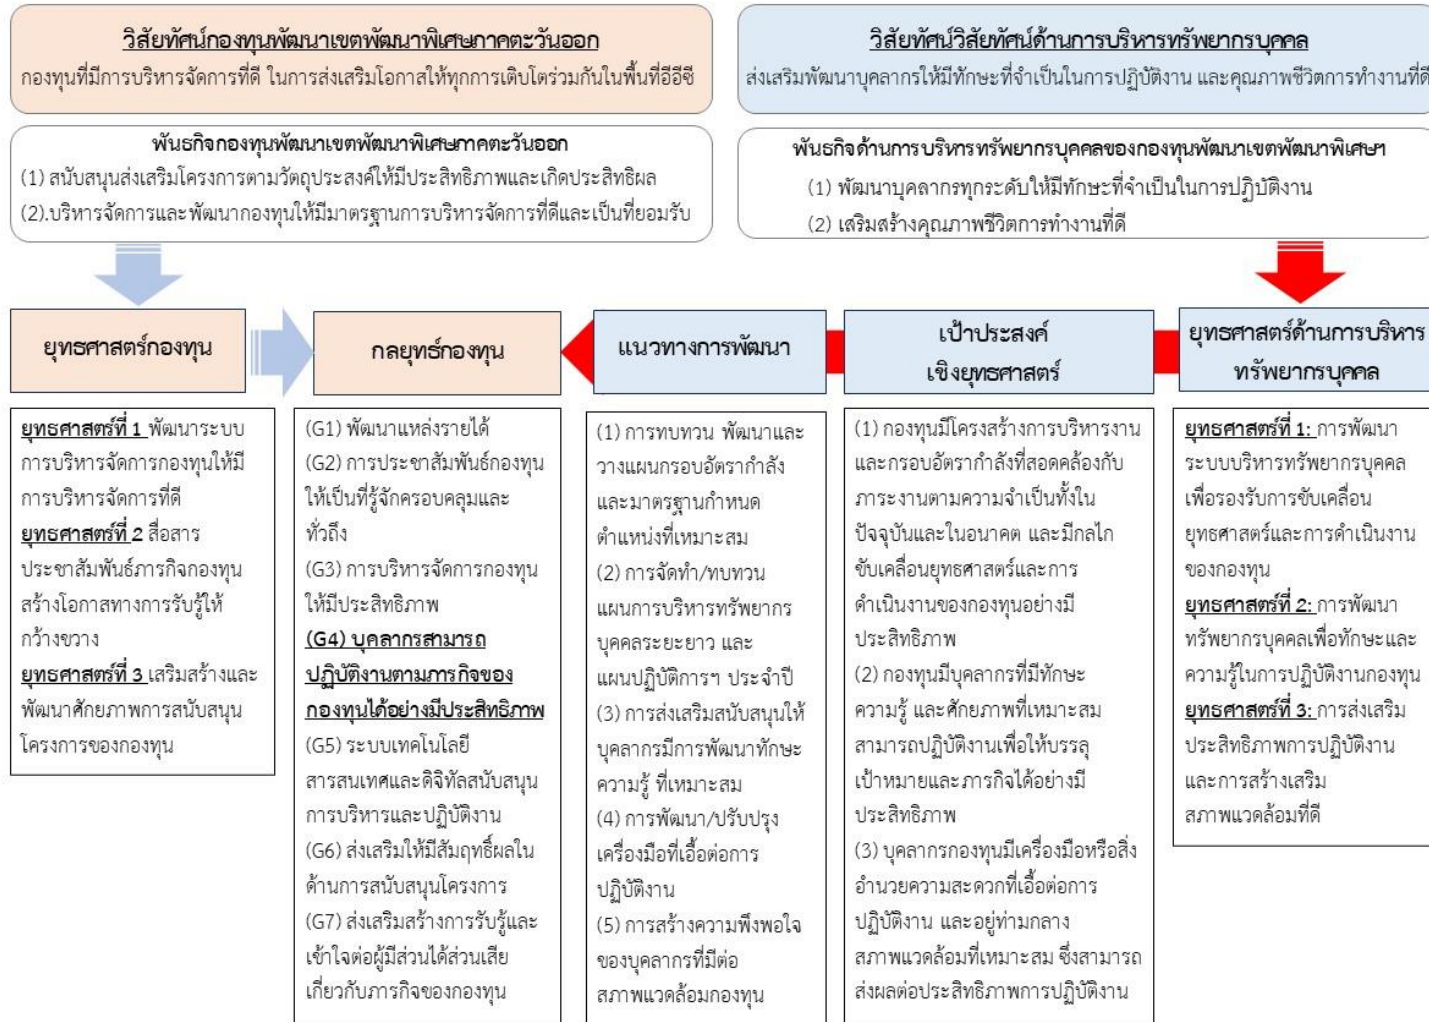 วิสัยทัศน์กองทุนพัฒนาเขตพัฒนาพิเศษภาคตะวันออก
กองทุนที่มีการบริหารจัดการที่ดี ในการส่งเสริมโอกาสให้ทุกการเติบโตร่วมกันในพื้นที่อีอีซี
วิสัยทัศน์วิสัยทัศน์ด้านการบริหารทรัพยากรบุคคล
ส่งเสริมพัฒนาบุคลากรให้มีทักษะที่จำเป็นในการปฏิบัติงาน และคุณภาพชีวิตการทำงานที่ดี
พันธกิจกองทุนพัฒนาเขตพัฒนาพิเศษภาคตะวันออก
(1) สนับสนุนส่งเสริมโครงการตามวัตถุประสงค์ให้มีประสิทธิภาพและเกิดประสิทธิผล
(2).บริหารจัดการและพัฒนากองทุนให้มีมาตรฐานการบริหารจัดการที่ดีและเป็นที่ยอมรับ
พันธกิจด้านการบริหารทรัพยากรบุคคลของกองทุนพัฒนาเขตพัฒนาพิเศษฯ
(1) พัฒนาบุคลากรทุกระดับให้มีทักษะที่จำเป็นในการปฏิบัติงาน
(2) เสริมสร้างคุณภาพชีวิตการทำงานที่ดี
ยุทธศาสตร์กองทุน
ยุทธศาสตร์ที่ 1 พัฒนาระบบ
การบริหารจัดการกองทุนให้มี
การบริหารจัดการที่ดี
ยุทธศาสตร์ที่ 2 สื่อสาร
ประชาสัมพันธ์ภารกิจกองทุน
สร้างโอกาสทางการรับรู้ให้
กว้างขวาง
ยุทธศาสตร์ที่ 3 เสริมสร้างและ
พัฒนาศักยภาพการสนับสนุน
โครงการของกองทุน
กลยุทธ์กองทุน
(G1) พัฒนาแหล่งรายได้
(G2) การประชาสัมพันธ์กองทุน
ให้เป็นที่รู้จักครอบคลุมและ
ทั่วถึง
(G3) การบริหารจัดการกองทุน
ให้มีประสิทธิภาพ
(G4) บุคลากรสามารถ
ปฏิบัติงานตามภารกิจของ
กองทุนได้อย่างมีประสิทธิภาพ
(G5) ระบบเทคโนโลยี
สารสนเทศและดิจิทัลสนับสนุน
การบริหารและปฏิบัติงาน
(G6) ส่งเสริมให้มีสัมฤทธิ์ผลใน
ด้านการสนับสนุนโครงการ
(G7) ส่งเสริมสร้างการรับรู้และ
เข้าใจต่อผู้มีส่วนได้ส่วนเสีย
เกี่ยวกับภารกิจของกองทุน
แนวทางการพัฒนา
(1) การทบทวน พัฒนาและ
วางแผนกรอบอัตรากำลัง
และมาตรฐานกำหนด
ตำแหน่งที่เหมาะสม
(2) การจัดทำ/ทบทวน
แผนการบริหารทรัพยากร
บุคคลระยะยาว และ
แผนปฏิบัติการฯ ประจำปี
(3) การส่งเสริมสนับสนุนให้
บุคลากรมีการพัฒนาทักษะ
ความรู้ ที่เหมาะสม
(4) การพัฒนา/ปรับปรุง
เครื่องมือที่เอื้อต่อการ
ปฏิบัติงาน
(5) การสร้างความพึงพอใจ
ของบุคลากรที่มีต่อ
สภาพแวดล้อมกองทุน
เป้าประสงค์
เชิงยุทธศาสตร์
(1) กองทุนมีโครงสร้างการบริหารงาน
และกรอบอัตรากำลังที่สอดคล้องกับ
ภาระงานตามความจำเป็นทั้งใน
ปัจจุบันและในอนาคต และมีกลไก
ขับเคลื่อนยุทธศาสตร์และการ
ดำเนินงานของกองทุนอย่างมี
ประสิทธิภาพ
(2) กองทุนมีบุคลากรที่มีทักษะ
ความรู้ และศักยภาพที่เหมาะสม
สามารถปฏิบัติงานเพื่อให้บรรลุ
เป้าหมายและภารกิจได้อย่างมี
ประสิทธิภาพ
(3) บุคลากรกองทุนมีเครื่องมือหรือสิ่ง
อำนวยความสะดวกที่เอื้อต่อการ
ปฏิบัติงาน และอยู่ท่ามกลาง
สภาพแวดล้อมที่เหมาะสม ซึ่งสามารถ
ส่งผลต่อประสิทธิภาพการปฏิบัติงาน
ยุทธศาสตร์ด้านการบริหาร
ทรัพยากรบุคคล
ยุทธศาสตร์ที่ 1: การพัฒนา
ระบบบริหารทรัพยากรบุคคล
เพื่อรองรับการขับเคลื่อน
ยุทธศาสตร์และการดำเนินงาน
ของกองทุน
ยุทธศาสตร์ที่ 2: การพัฒนา
ทรัพยากรบุคคลเพื่อทักษะและ
ความรู้ในการปฏิบัติงานกองทุน
ยุทธศาสตร์ที่ 3: การส่งเสริม
ประสิทธิภาพการปฏิบัติงาน
และการสร้างเสริม
สภาพแวดล้อมที่ดี